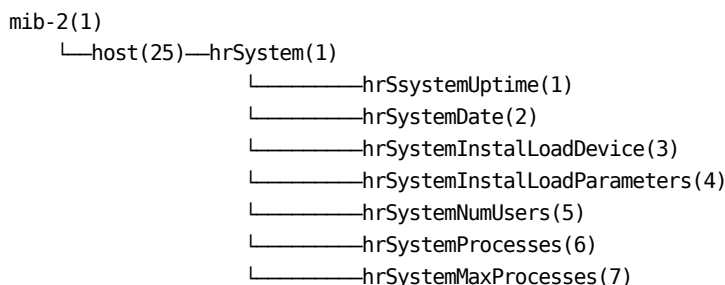 mib-2(1)
└──host(25)──hrSystem(1)
└─────────hrSsystemUptime(1)
└─────────hrSystemDate(2)
└─────────hrSystemInstalLoadDevice(3)
└─────────hrSystemInstalLoadParameters(4)
└─────────hrSystemNumUsers(5)
└─────────hrSystemProcesses(6)
└─────────hrSystemMaxProcesses(7)